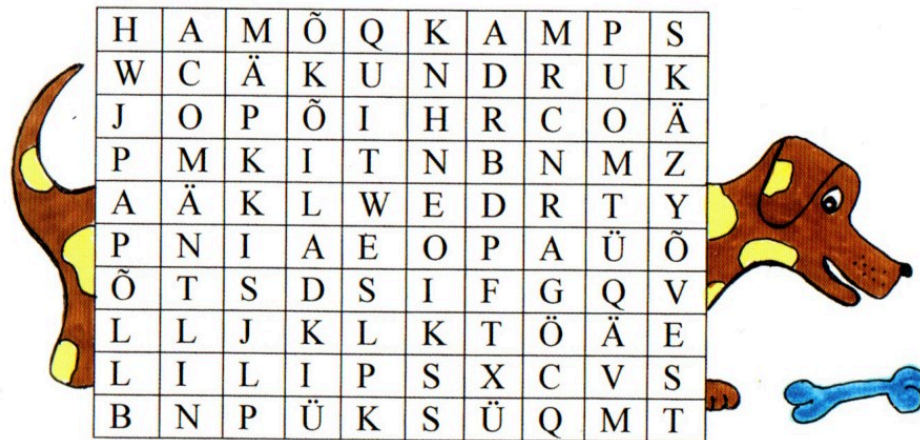 H A M Õ Q K A M P S
W C Ä K U N D R U K
J O P Õ I H R C O Ä
P M K I T N B N M Z
A Ä K L W E D R T Y
P N I A E O P A Ü Õ
Õ T S D S I F G Q V
L L J K L K T Ö Ä E
L I L I P S X C V S
B N P Ü K S Ü Q M T